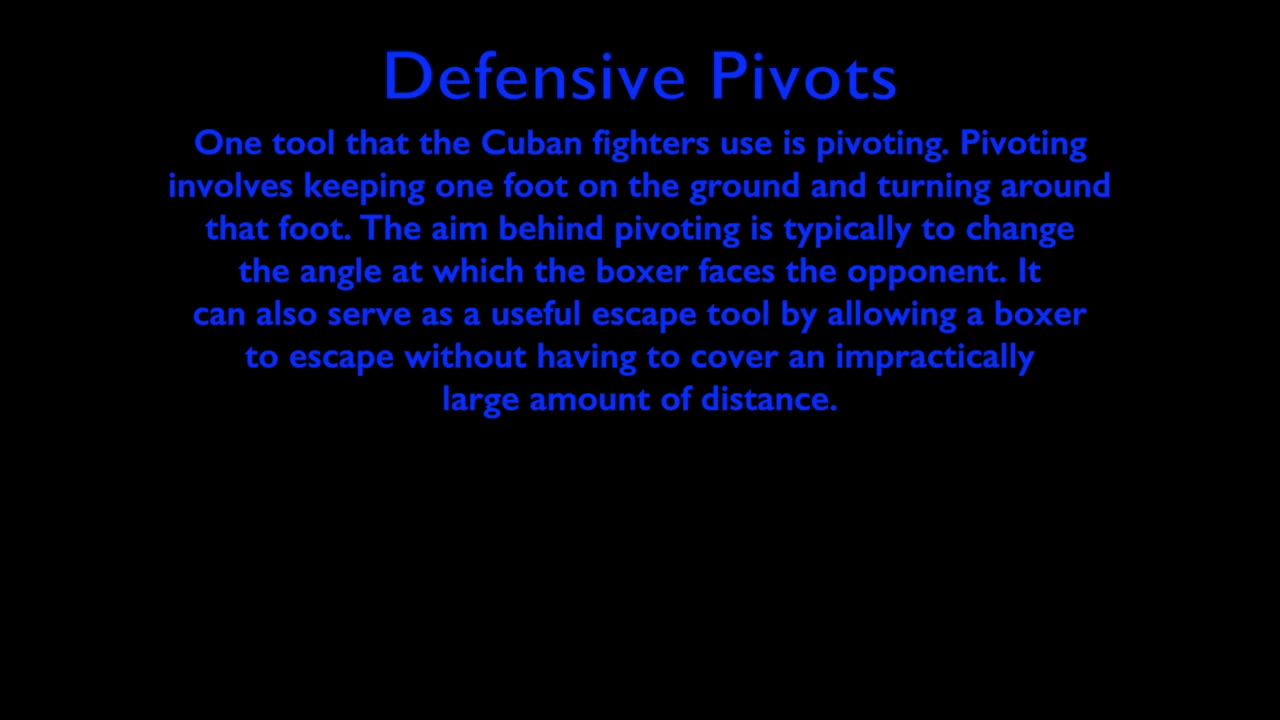 Defensive Pivots
One tool that the Cuban fighters use is pivoting. Pivoting
involves keeping one foot on the ground and turning around
that foot. The aim behind pivoting is typically to change
the angle at which the boxer faces the opponent. It
can also serve as a useful escape tool by allowing a boxer
to escape without having to cover an impractically
large amount of distance.